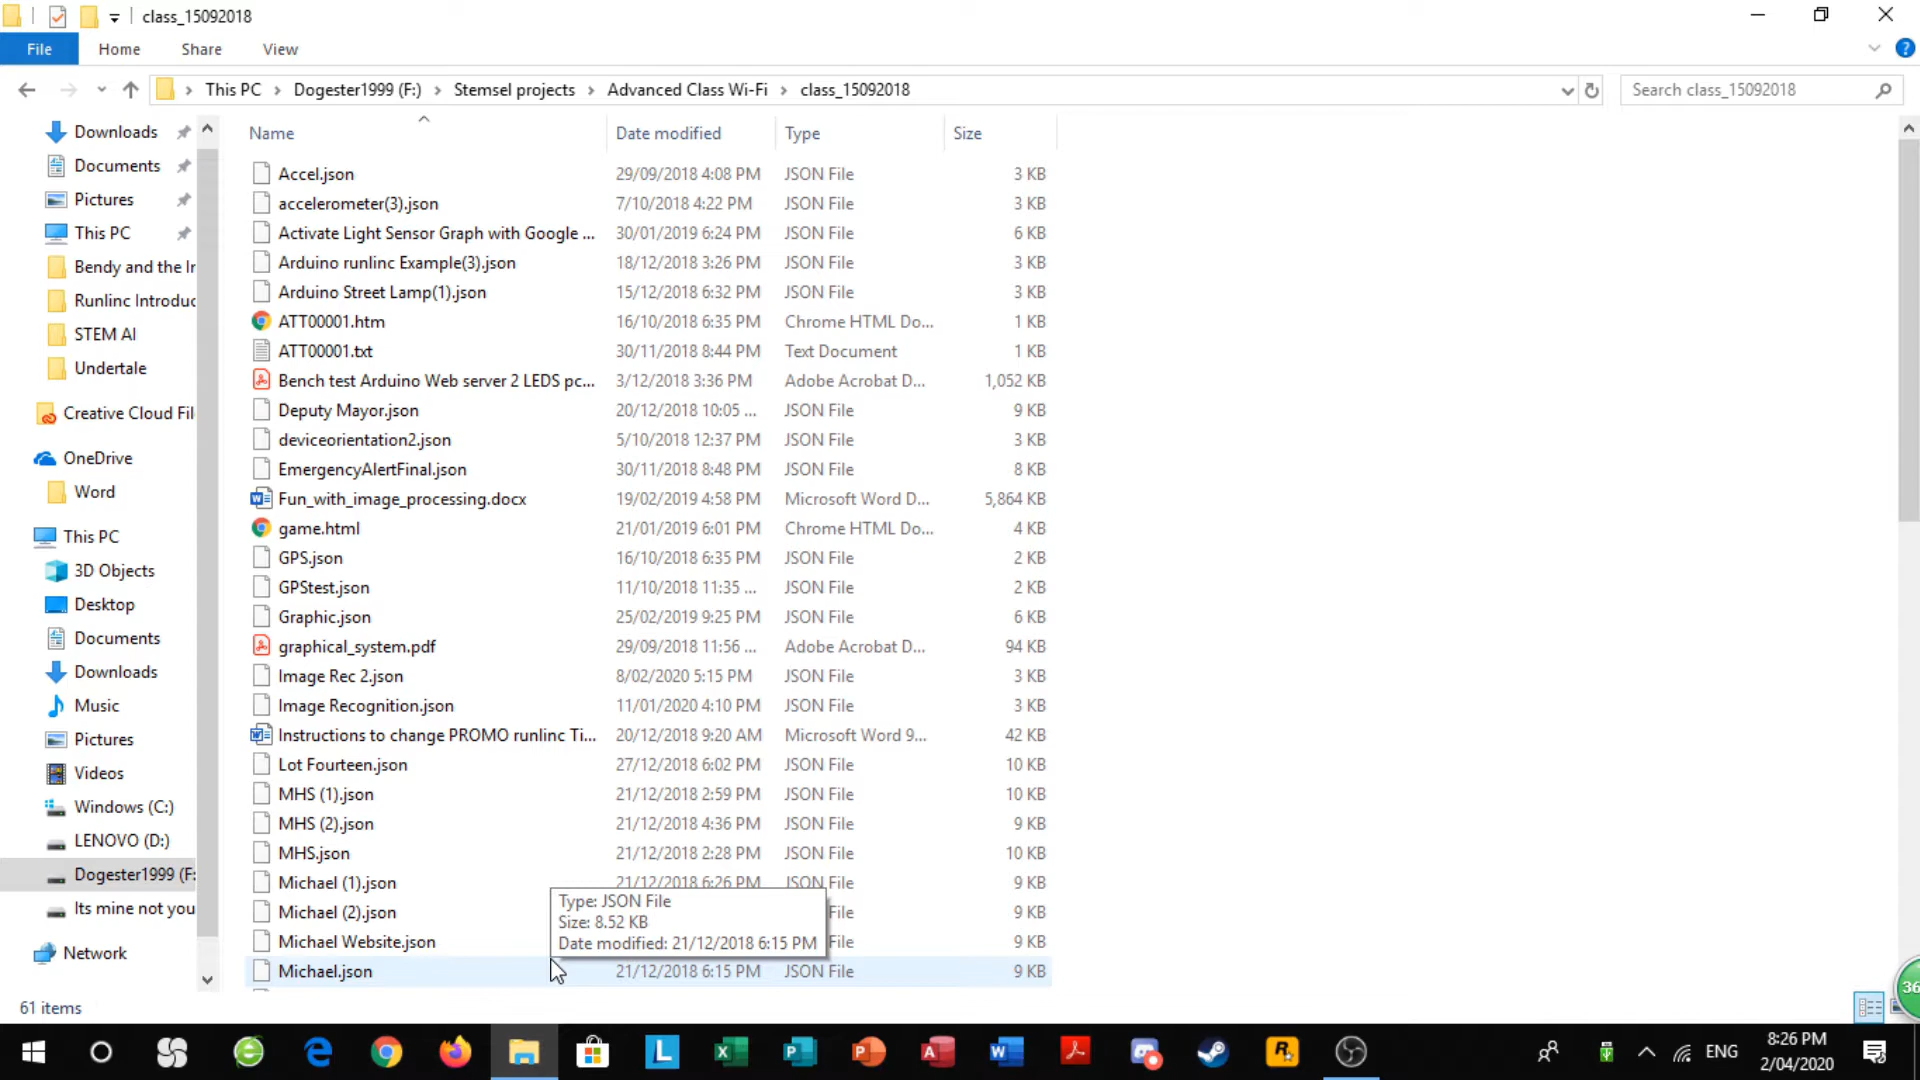 class_15092018
File Home Share View
This PC Dogester1999 (F:) Stemsel projects Advanced Class Wi-Fi class_15092018
Search class_15092018
Downloads
Documents
Pictures
This PC
Bendy and the Ir
Runlinc Introduc
STEM AI
Undertale
Creative Cloud Fil
OneDrive
Word
This PC
3D Objects
Desktop
Documents
Downloads
Music
Pictures
Videos
Windows (C:)
LENOVO (D:)
Dogester1999 (F:
Its mine not you
Network
Name Date modified Type Size
Accel.json 29/09/2018 4:08 PM JSON File 3 KB
accelerometer(3).json 7/10/2018 4:22 PM JSON File 3 KB
Activate Light Sensor Graph with Google ... 30/01/2019 6:24 PM JSON File 6 KB
Arduino runlinc Example(3).json 18/12/2018 3:26 PM JSON File 3 KB
Arduino Street Lamp(1).json 15/12/2018 6:32 PM JSON File 3 KB
ATT00001.htm 16/10/2018 6:35 PM Chrome HTML Do... 1 KB
ATT00001.txt 30/11/2018 8:44 PM Text Document 1 KB
Bench test Arduino Web server 2 LEDS pc... 3/12/2018 3:36 PM Adobe Acrobat D... 1,052 KB
Deputy Mayor.json 20/12/2018 10:05 ... JSON File 9 KB
deviceorientation2.json 5/10/2018 12:37 PM JSON File 3 KB
EmergencyAlertFinal.json 30/11/2018 8:48 PM JSON File 8 KB
Fun_with_image_processing.docx 19/02/2019 4:58 PM Microsoft Word D... 5,864 KB
game.html 21/01/2019 6:01 PM Chrome HTML Do... 4 KB
GPS.json 16/10/2018 6:35 PM JSON File 2 KB
GPStest.json 11/10/2018 11:35 ... JSON File 2 KB
Graphic.json 25/02/2019 9:25 PM JSON File 6 KB
graphical_system.pdf 29/09/2018 11:56 ... Adobe Acrobat D... 94 KB
Image Rec 2.json 8/02/2020 5:15 PM JSON File 3 KB
Image Recognition.json 11/01/2020 4:10 PM JSON File 3 KB
Instructions to change PROMO runlinc Ti... 20/12/2018 9:20 AM Microsoft Word 9... 42 KB
Lot Fourteen.json 27/12/2018 6:02 PM JSON File 10 KB
MHS (1).json 21/12/2018 2:59 PM JSON File 10 KB
MHS (2).json 21/12/2018 4:36 PM JSON File 9 KB
MHS.json 21/12/2018 2:28 PM JSON File 10 KB
Michael (1).json 21/12/2018 6:26 PM JSON File 9 KB
Michael (2).json File 9 KB
Michael Website.json File 9 KB
Michael.json 21/12/2018 6:15 PM JSON File 9 KB
Type: JSON File
Size: 8.52 KB
Date modified: 21/12/2018 6:15 PM
61 items
36
ENG
8:26 PM
2/04/2020